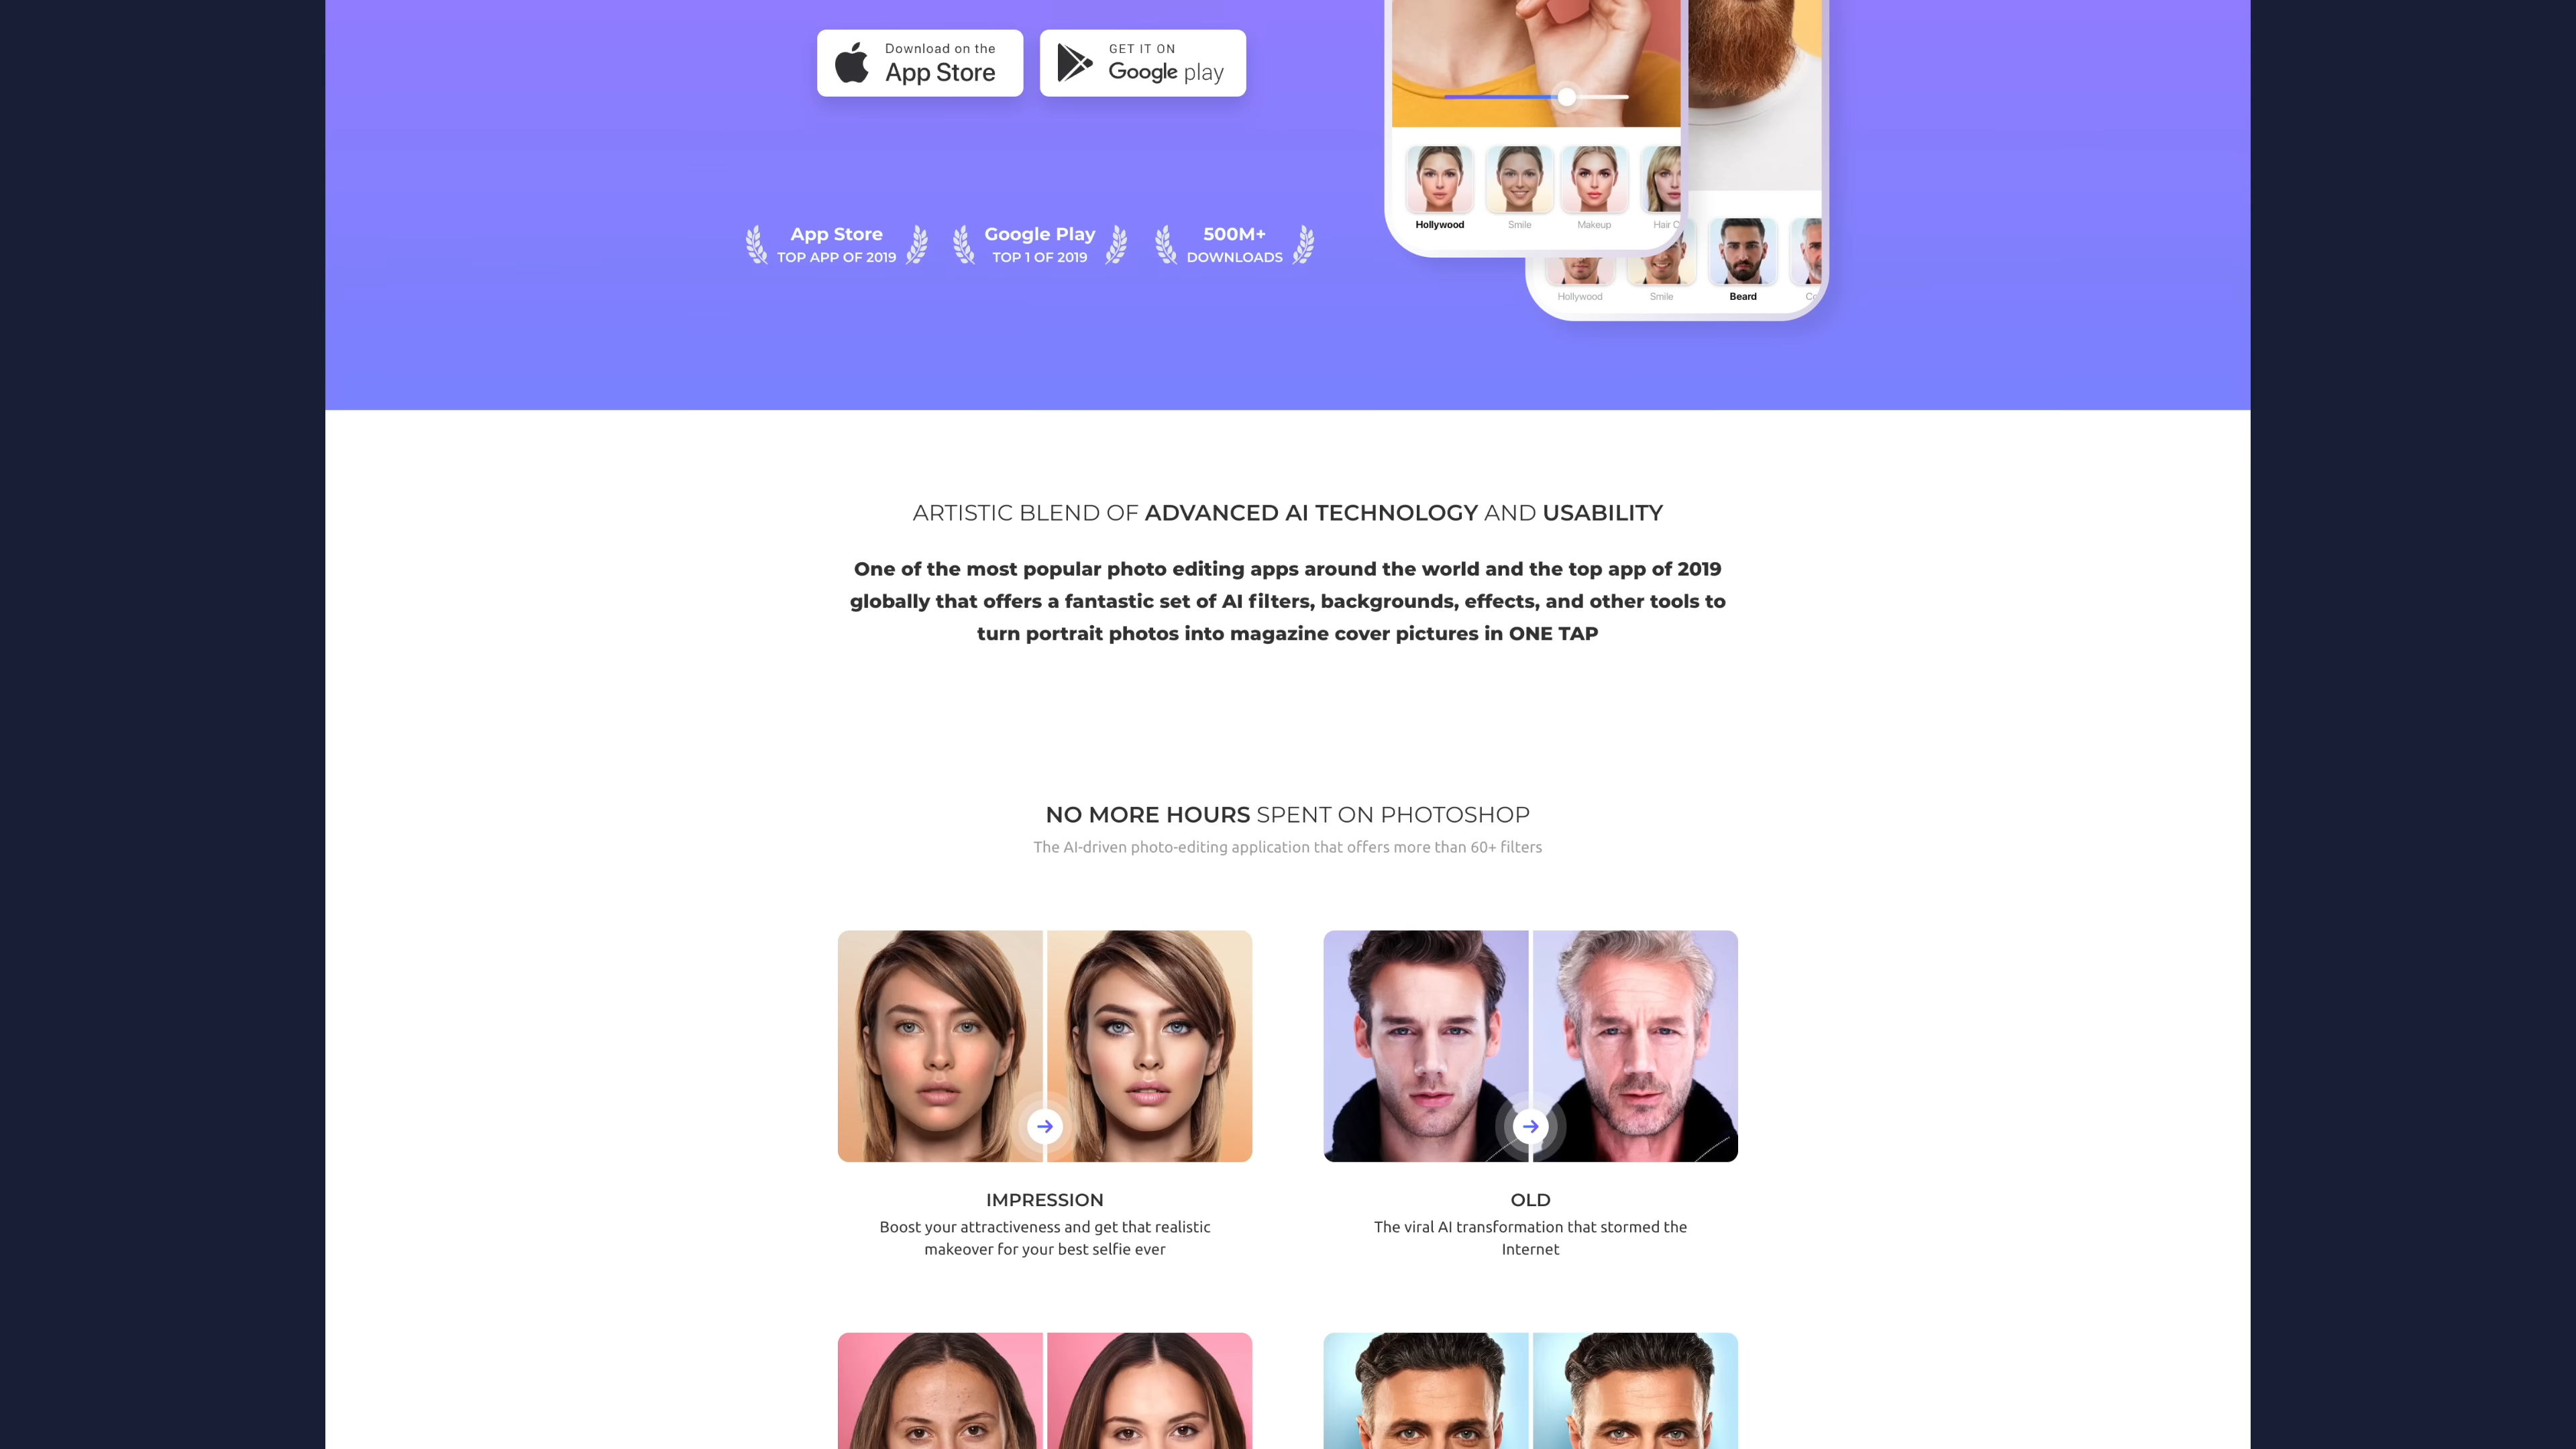 Download on the
App Store
GET IT ON
Google play
App Store
TOP APP OF 2019
Google Play
TOP 1 OF 2019
500M+
DOWNLOADS
Hollywood
Smile
Makeup
Hair C
Hollywood
Smile
Beard
Co
ARTISTIC BLEND OF ADVANCED AI TECHNOLOGY AND USABILITY
One of the most popular photo editing apps around the world and the top app of 2019
globally that offers a fantastic set of AI filters, backgrounds, effects, and other tools to
turn portrait photos into magazine cover pictures in ONE TAP
NO MORE HOURS SPENT ON PHOTOSHOP
The AI-driven photo-editing application that offers more than 60+ filters
IMPRESSION
Boost your attractiveness and get that realistic
makeover for your best selfie ever
OLD
The viral AI transformation that stormed the
Internet